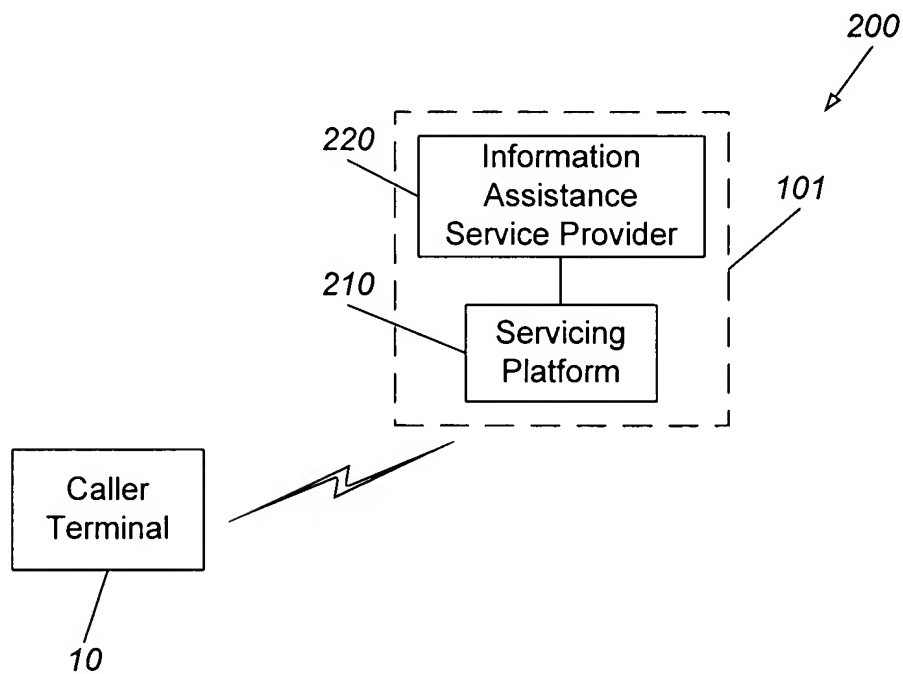 200
220
Information
Assistance
Service Provider
101
210
Servicing
Platform
Caller
Terminal
10